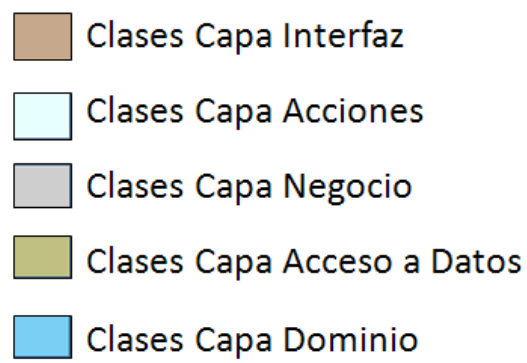 Clases Capa Interfaz
Clases Capa Acciones
Clases Capa Negocio
Clases Capa Acceso a Datos
Clases Capa Dominio